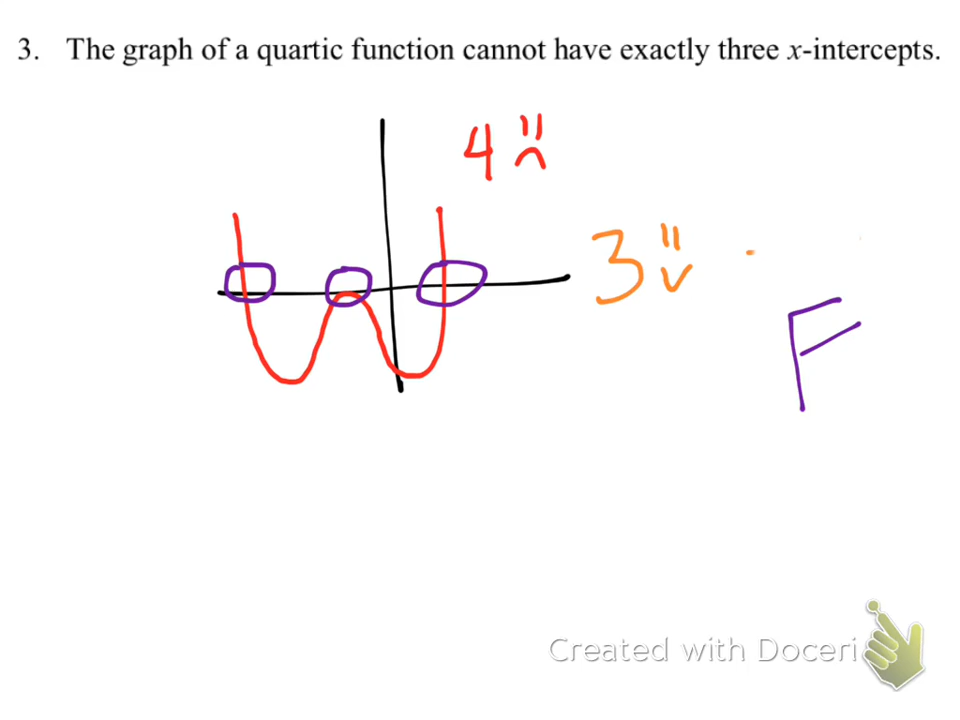 3. The graph of a quartic function cannot have exactly three x-intercepts.
4
3
F
Created with Doceri